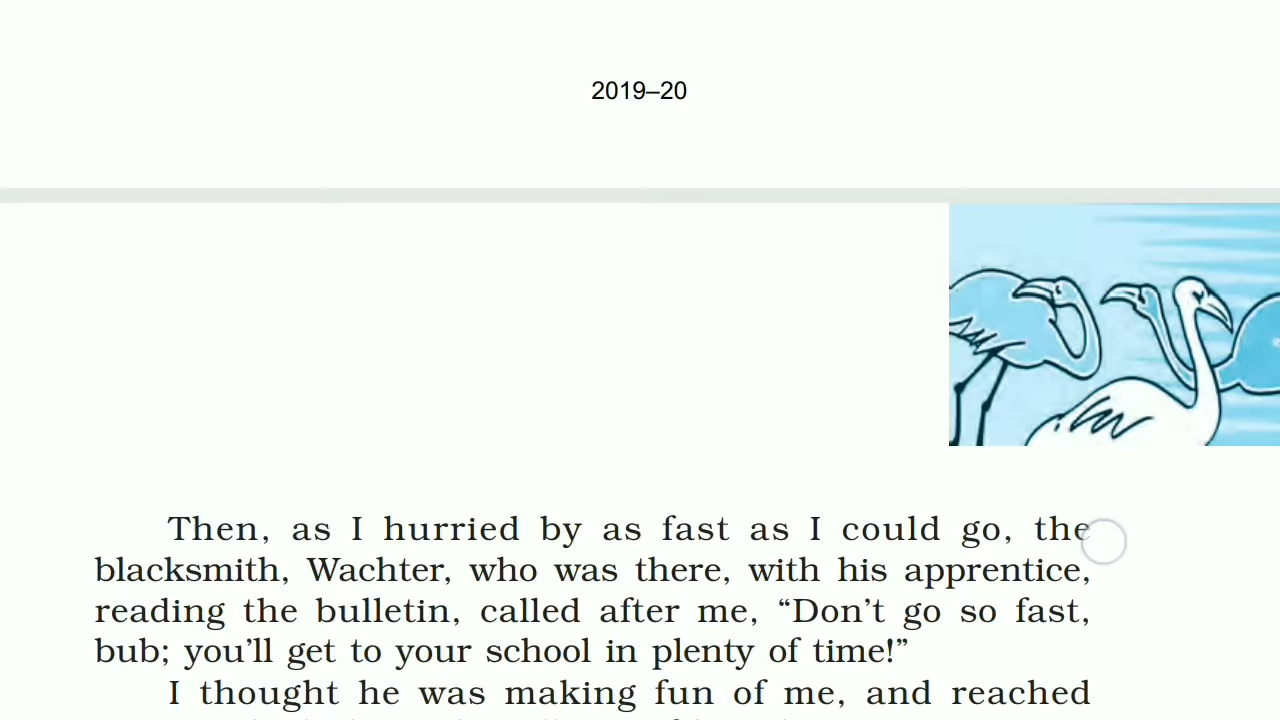 2019–20
Then, as I hurried by as fast as I could go, the
blacksmith, Wachter, who was there, with his apprentice,
reading the bulletin, called after me, “Don’t go so fast,
bub; you’ll get to your school in plenty of time!”
I thought he was making fun of me, and reached